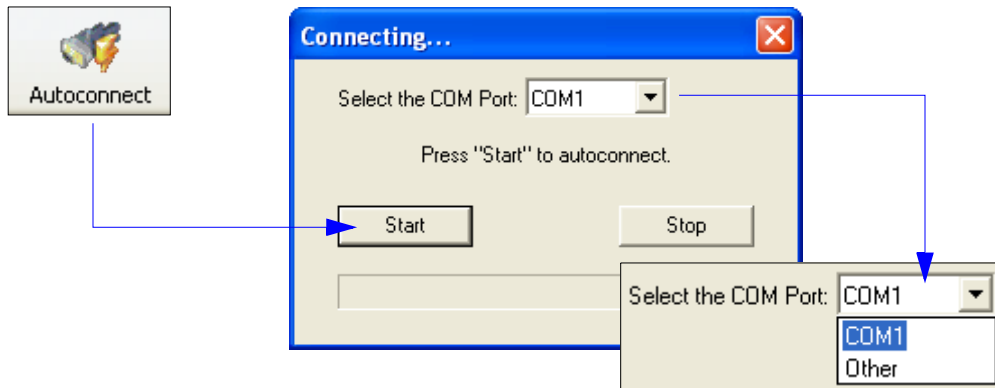 Autoconnect
Connecting...
Select the COM Port: COM1
Press "Start" to autoconnect.
Start Stop
Select the COM Port: COM1
COM1
Other